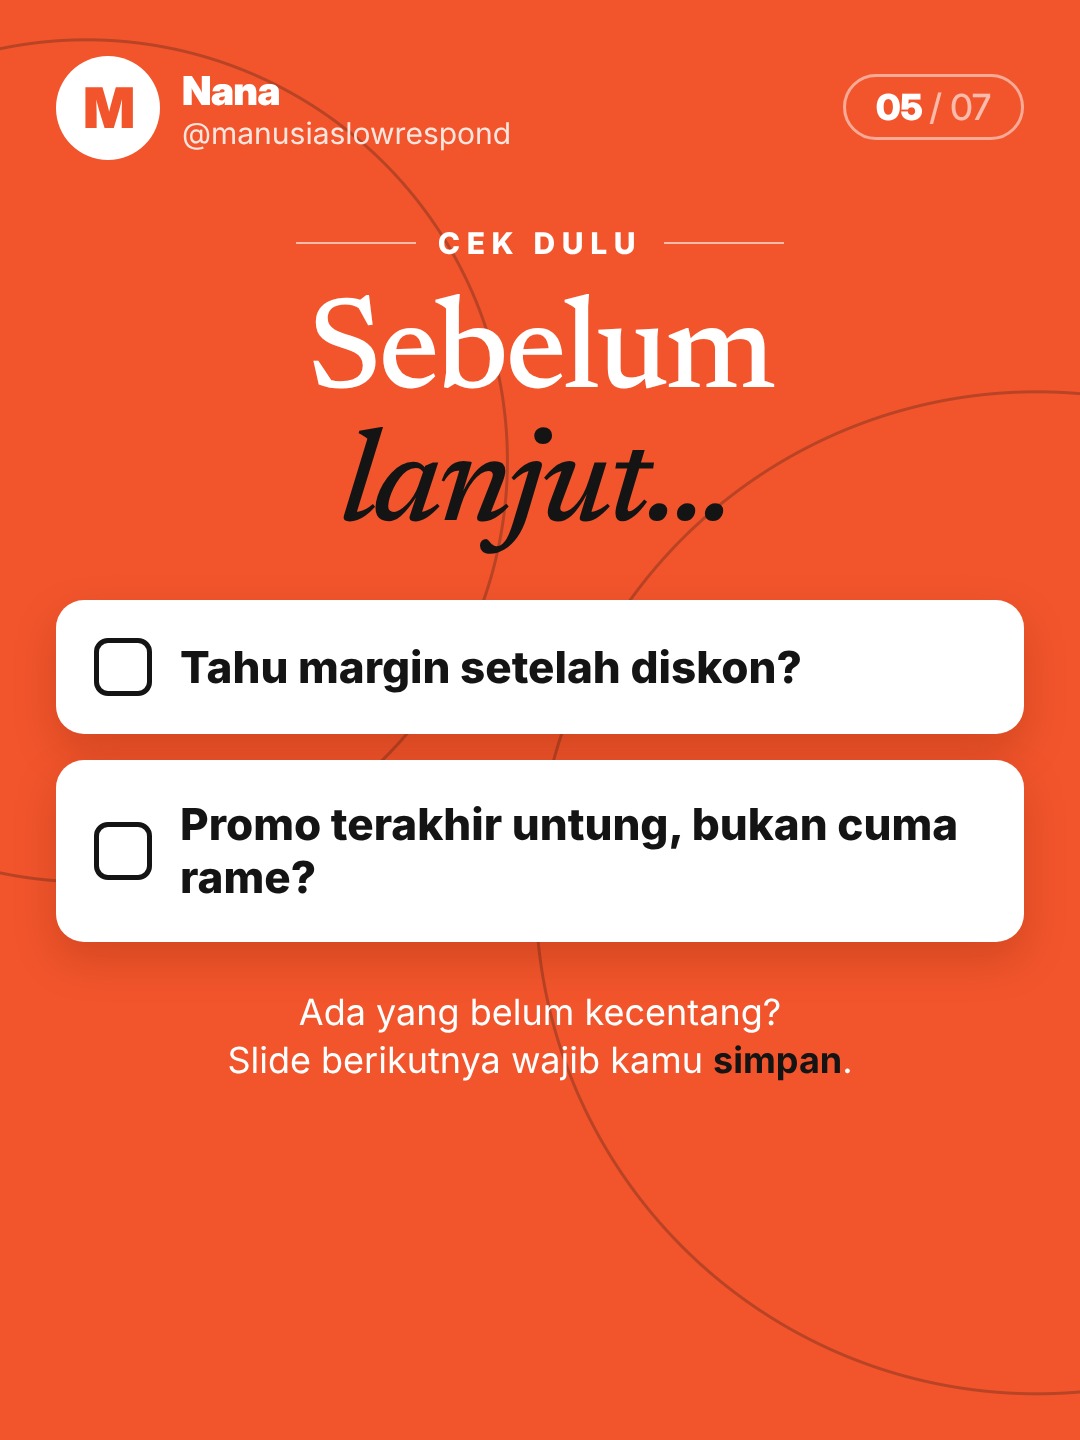 M
Nana
@manusiaslowrespond
05 / 07
CEK DULU
Sebelum
lanjut...
Tahu margin setelah diskon?
Promo terakhir untung, bukan cuma
rame?
Ada yang belum kecentang?
Slide berikutnya wajib kamu simpan.